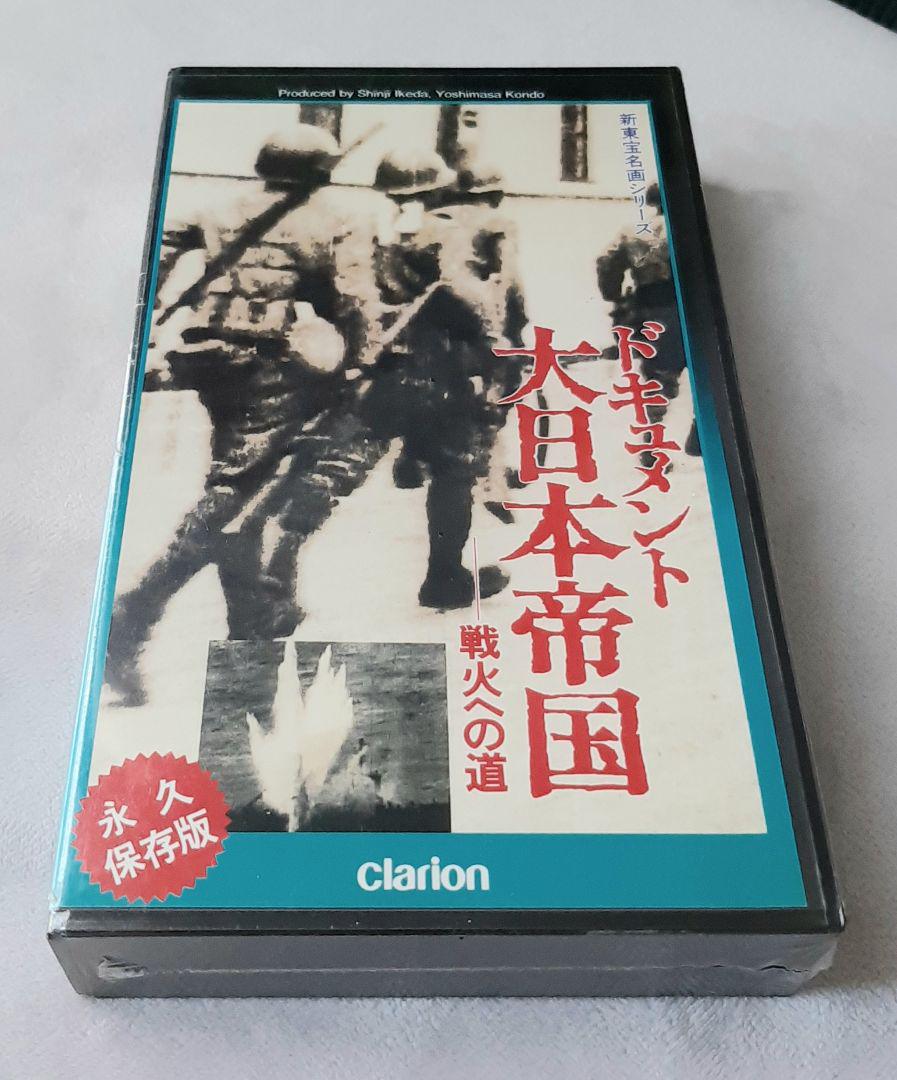 Produced by Shinji Ikeda, Yoshimasa Kondo
新東宝名画シリーズ
ドキュメント
大日本帝国
──戦火への道
永久
保存版
clarion